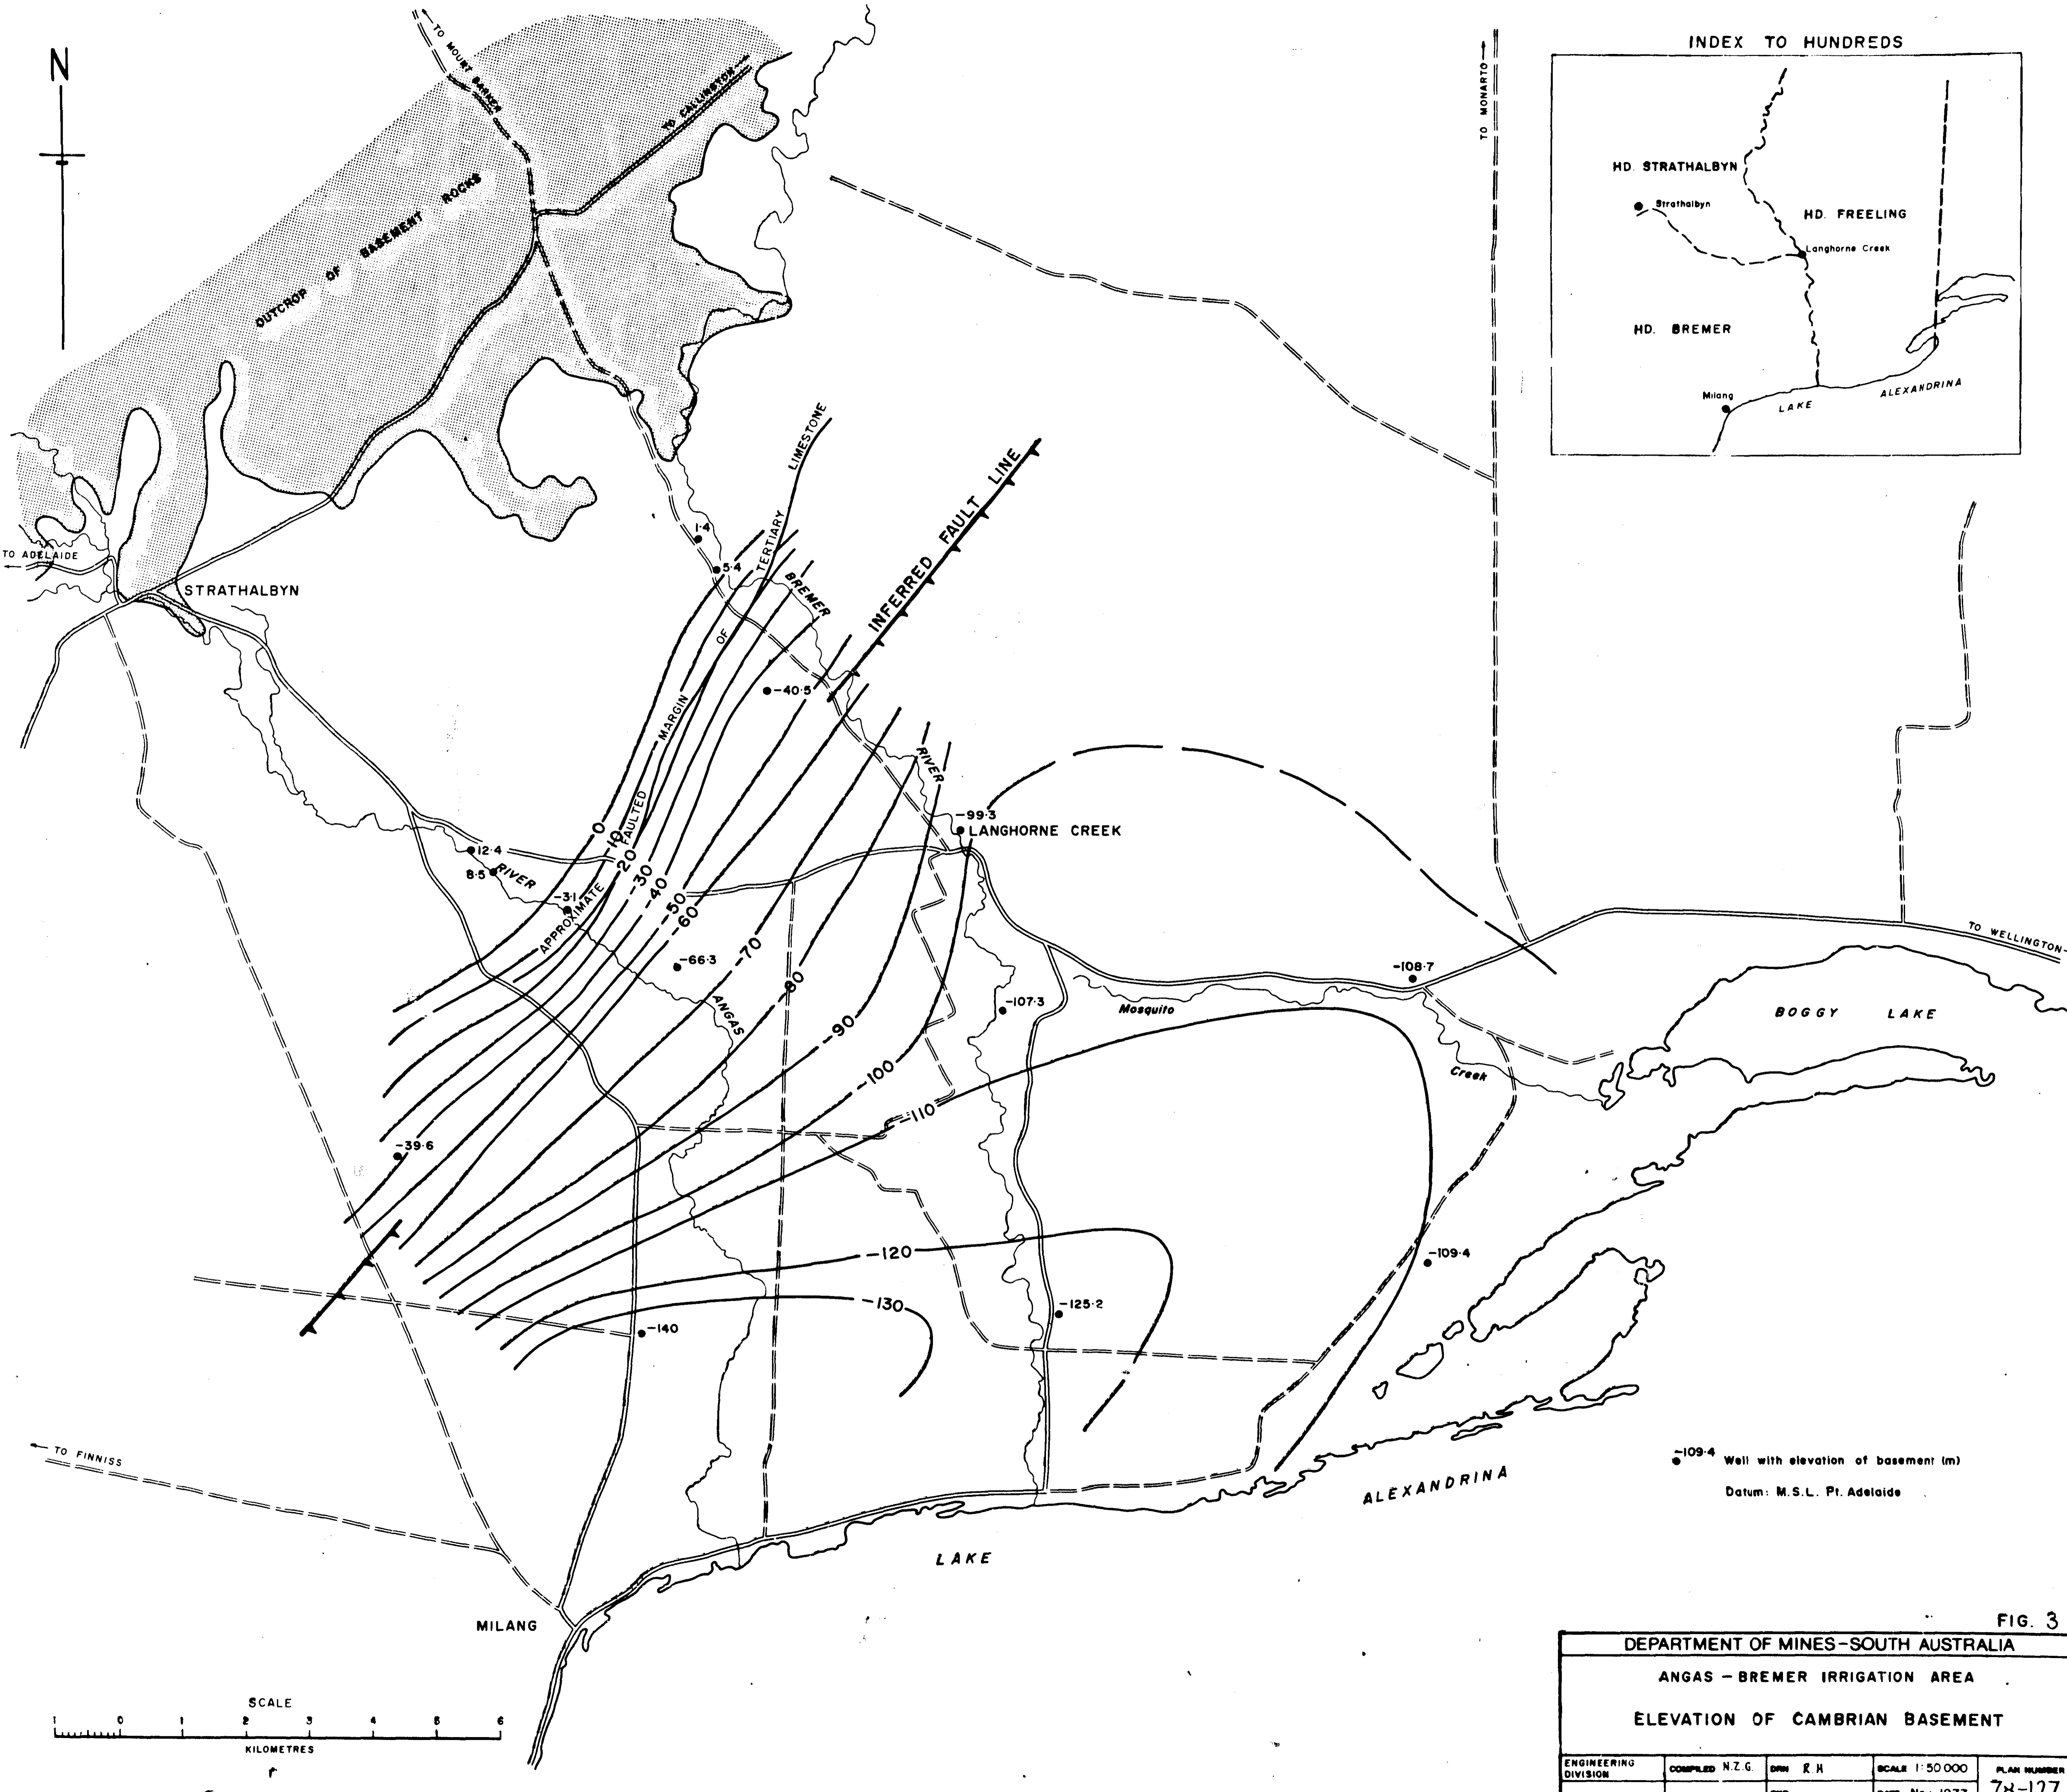 N
TO MOUNT BARKER
TO CALLINGTON
OUTCROP OF BASEMENT ROCKS
TO MONARTO
INDEX TO HUNDREDS
HD. STRATHALBYN
Strathalbyn
HD. FREELING
Langhorne Creek
HD. BREMER
Milang
LAKE ALEXANDRINA
TO ADELAIDE
STRATHALBYN
1·4
5·4
BREMER
RIVER
APPROXIMATE FAULTED MARGIN OF TERTIARY LIMESTONE
INFERRED FAULT LINE
-40·5
-99·3
LANGHORNE CREEK
12·4
8·5
RIVER
-3·1
0
-10
-20
-30
-40
-50
-60
-70
-80
-90
-100
-110
-120
-130
-66·3
ANGAS
-107·3
Mosquito
Creek
-108·7
TO WELLINGTON
BOGGY LAKE
-39·6
-109·4
-125·2
-140
TO FINNISS
MILANG
LAKE
ALEXANDRINA
-109·4 Well with elevation of basement (m)
Datum: M.S.L. Pt. Adelaide
SCALE
1 0 1 2 3 4 5 6
KILOMETRES
FIG. 3
DEPARTMENT OF MINES-SOUTH AUSTRALIA
ANGAS - BREMER IRRIGATION AREA
ELEVATION OF CAMBRIAN BASEMENT
ENGINEERING DIVISION
COMPILED N.Z.G.
DRN R.H
SCALE 1:50 000
PLAN NUMBER